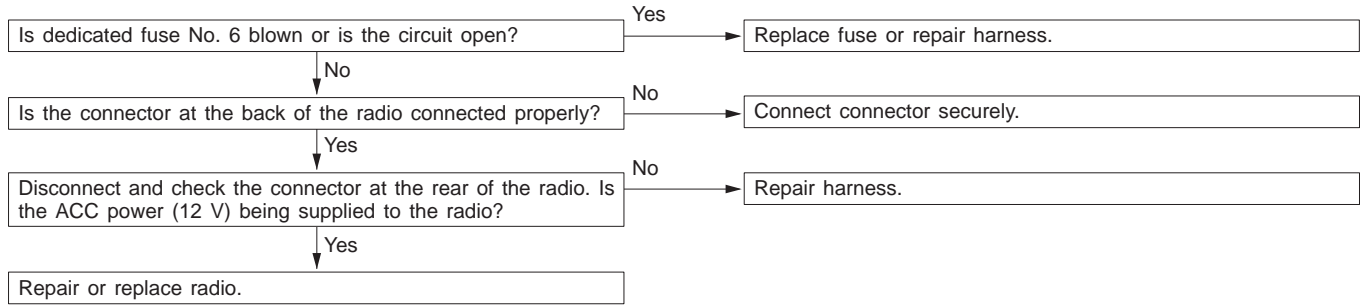 Yes
Is dedicated fuse No. 6 blown or is the circuit open?
Replace fuse or repair harness.
No
No
Is the connector at the back of the radio connected properly?
Connect connector securely.
Yes
No
Disconnect and check the connector at the rear of the radio. Is
the ACC power (12 V) being supplied to the radio?
Repair harness.
Yes
Repair or replace radio.